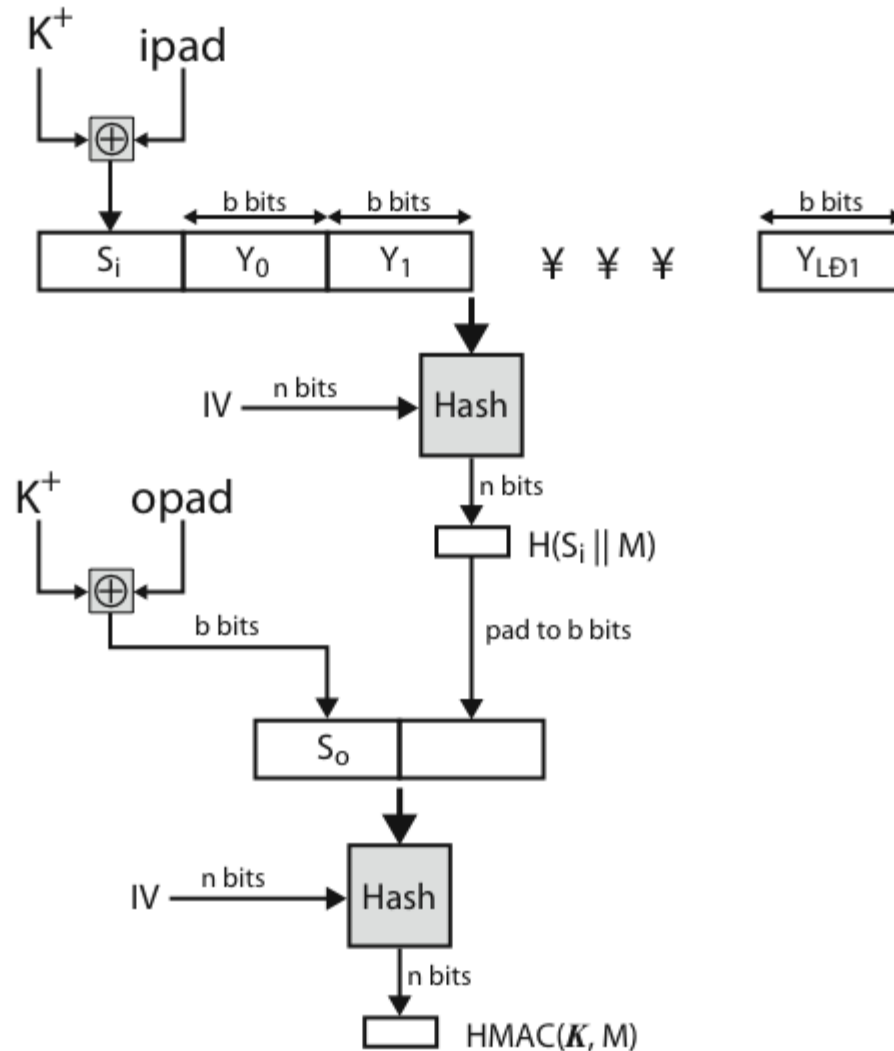 K+ ipad
⊕
b bits b bits b bits
Si Y0 Y1 ¥ ¥ ¥ YLÐ1
IV n bits Hash
n bits
K+ opad
H(Si || M)
⊕
b bits pad to b bits
So
IV n bits Hash
n bits
HMAC(K, M)